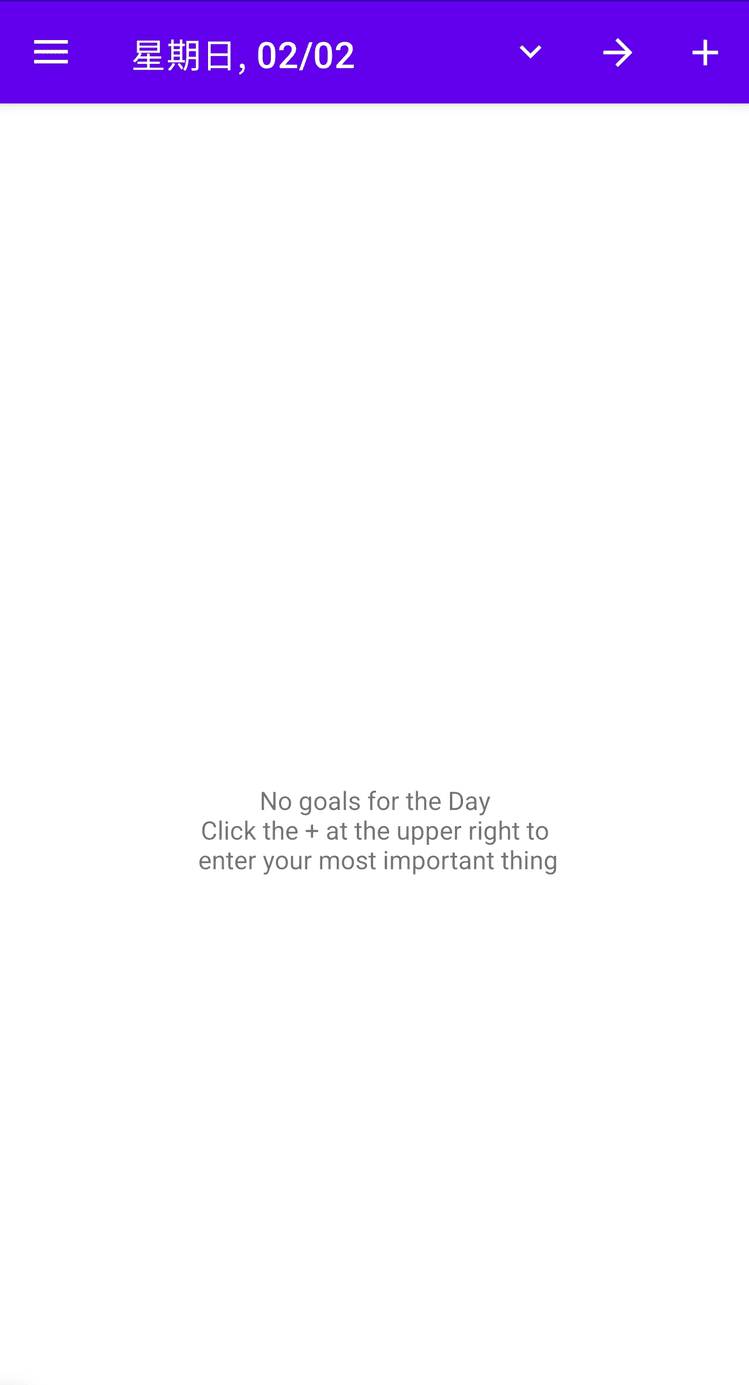 星期日, 02/02
No goals for the Day
Click the + at the upper right to
enter your most important thing